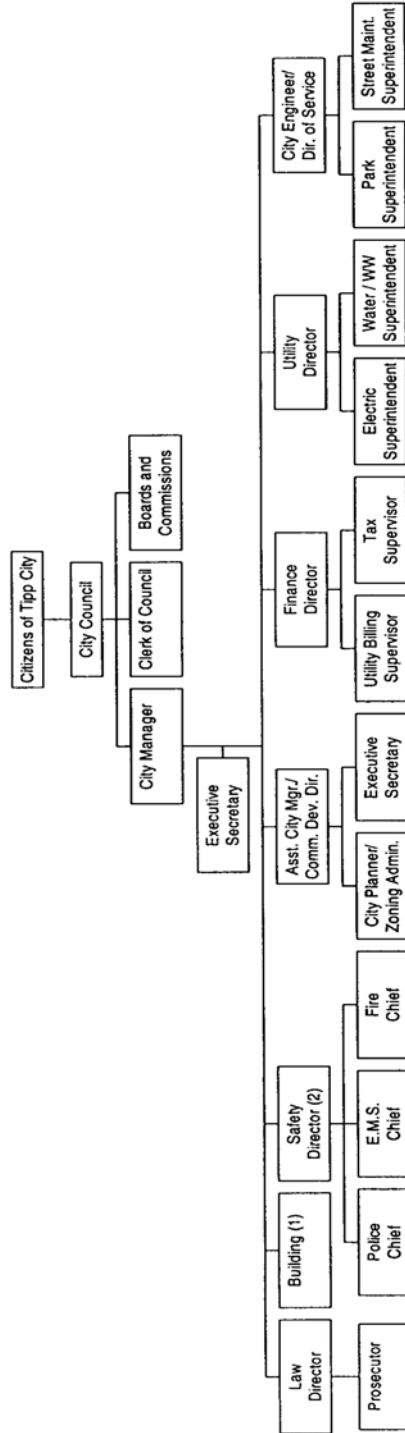 Citizens of Tipp City
City Council
City Manager
Clerk of Council
Boards and
Commissions
Executive
Secretary
Law
Director
Building (1)
Safety
Director (2)
Asst. City Mgr./
Comm. Dev. Dir.
Finance
Director
Utility
Director
City Engineer/
Dir. of Service
Prosecutor
Police
Chief
E.M.S.
Chief
Fire
Chief
City Planner/
Zoning Admin.
Executive
Secretary
Utility Billing
Supervisor
Tax
Supervisor
Electric
Superintendent
Water / WW
Superintendent
Park
Superintendent
Street Maint.
Superintendent